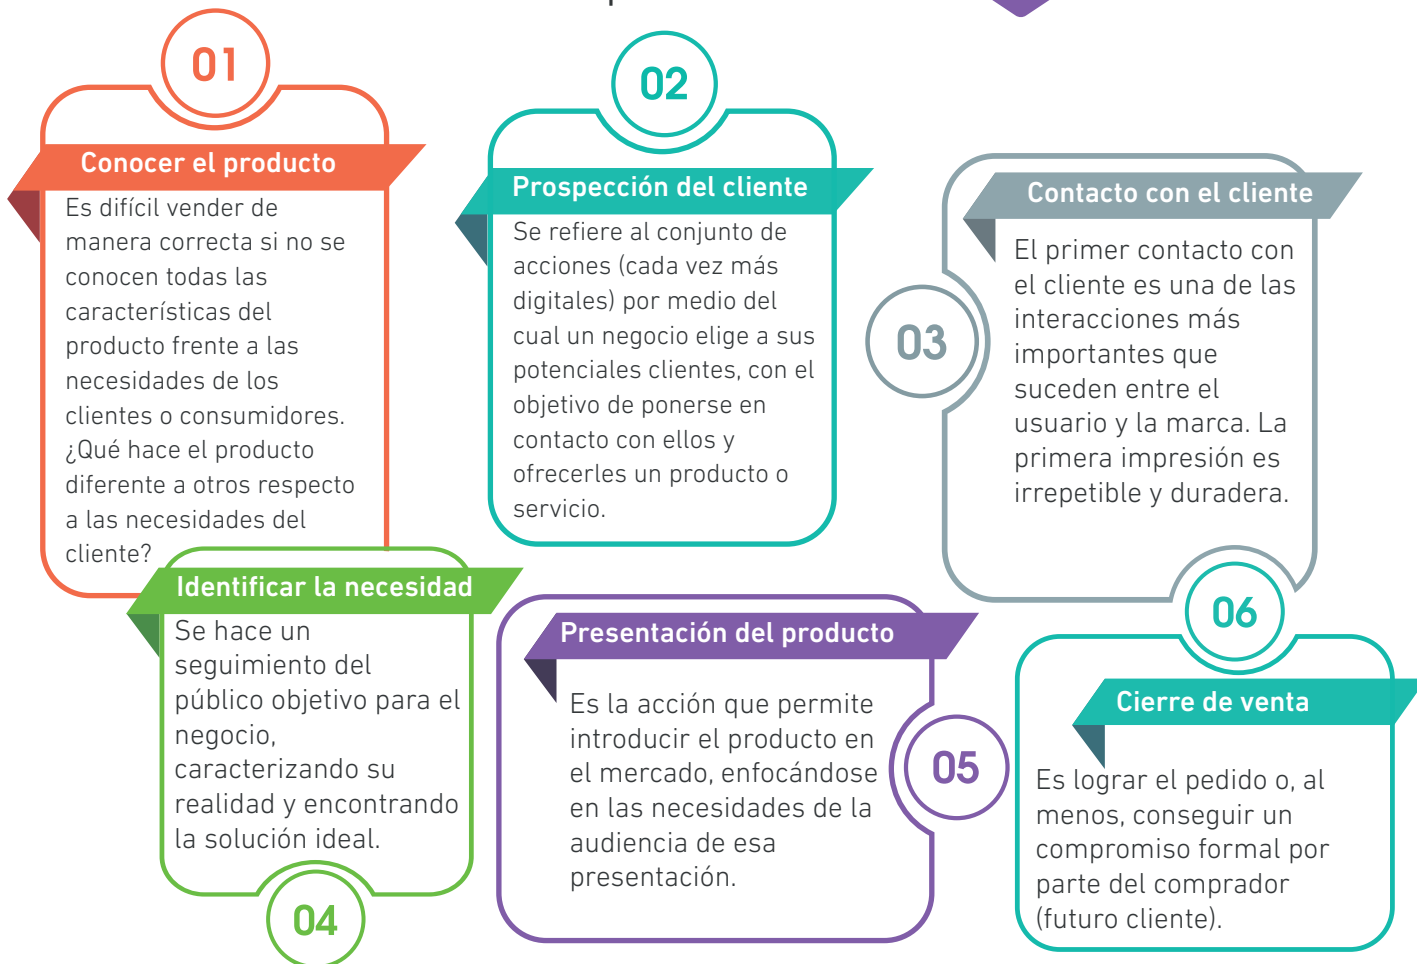 01
Conocer el producto
Es difícil vender de
manera correcta si no se
conocen todas las
características del
producto frente a las
necesidades de los
clientes o consumidores.
¿Qué hace el producto
diferente a otros respecto
a las necesidades del
cliente?
02
Prospección del cliente
Se refiere al conjunto de
acciones (cada vez más
digitales) por medio del
cual un negocio elige a sus
potenciales clientes, con el
objetivo de ponerse en
contacto con ellos y
ofrecerles un producto o
servicio.
03
Contacto con el cliente
El primer contacto con
el cliente es una de las
interacciones más
importantes que
suceden entre el
usuario y la marca. La
primera impresión es
irrepetible y duradera.
Identificar la necesidad
Se hace un
seguimiento del
público objetivo para el
negocio,
caracterizando su
realidad y encontrando
la solución ideal.
04
Presentación del producto
Es la acción que permite
introducir el producto en
el mercado, enfocándose
en las necesidades de la
audiencia de esa
presentación.
05
06
Cierre de venta
Es lograr el pedido o, al
menos, conseguir un
compromiso formal por
parte del comprador
(futuro cliente).